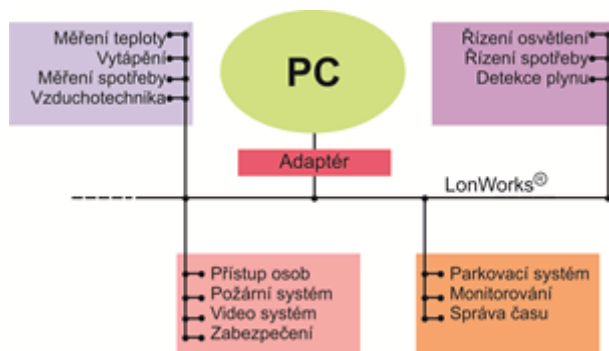 Měření teploty
Vytápění
Měření spotřeby
Vzduchotechnika
PC
Adaptér
Řízení osvětlení
Řízení spotřeby
Detekce plynu
LonWorks®
Přístup osob
Požární systém
Video systém
Zabezpečení
Parkovací systém
Monitorování
Správa času